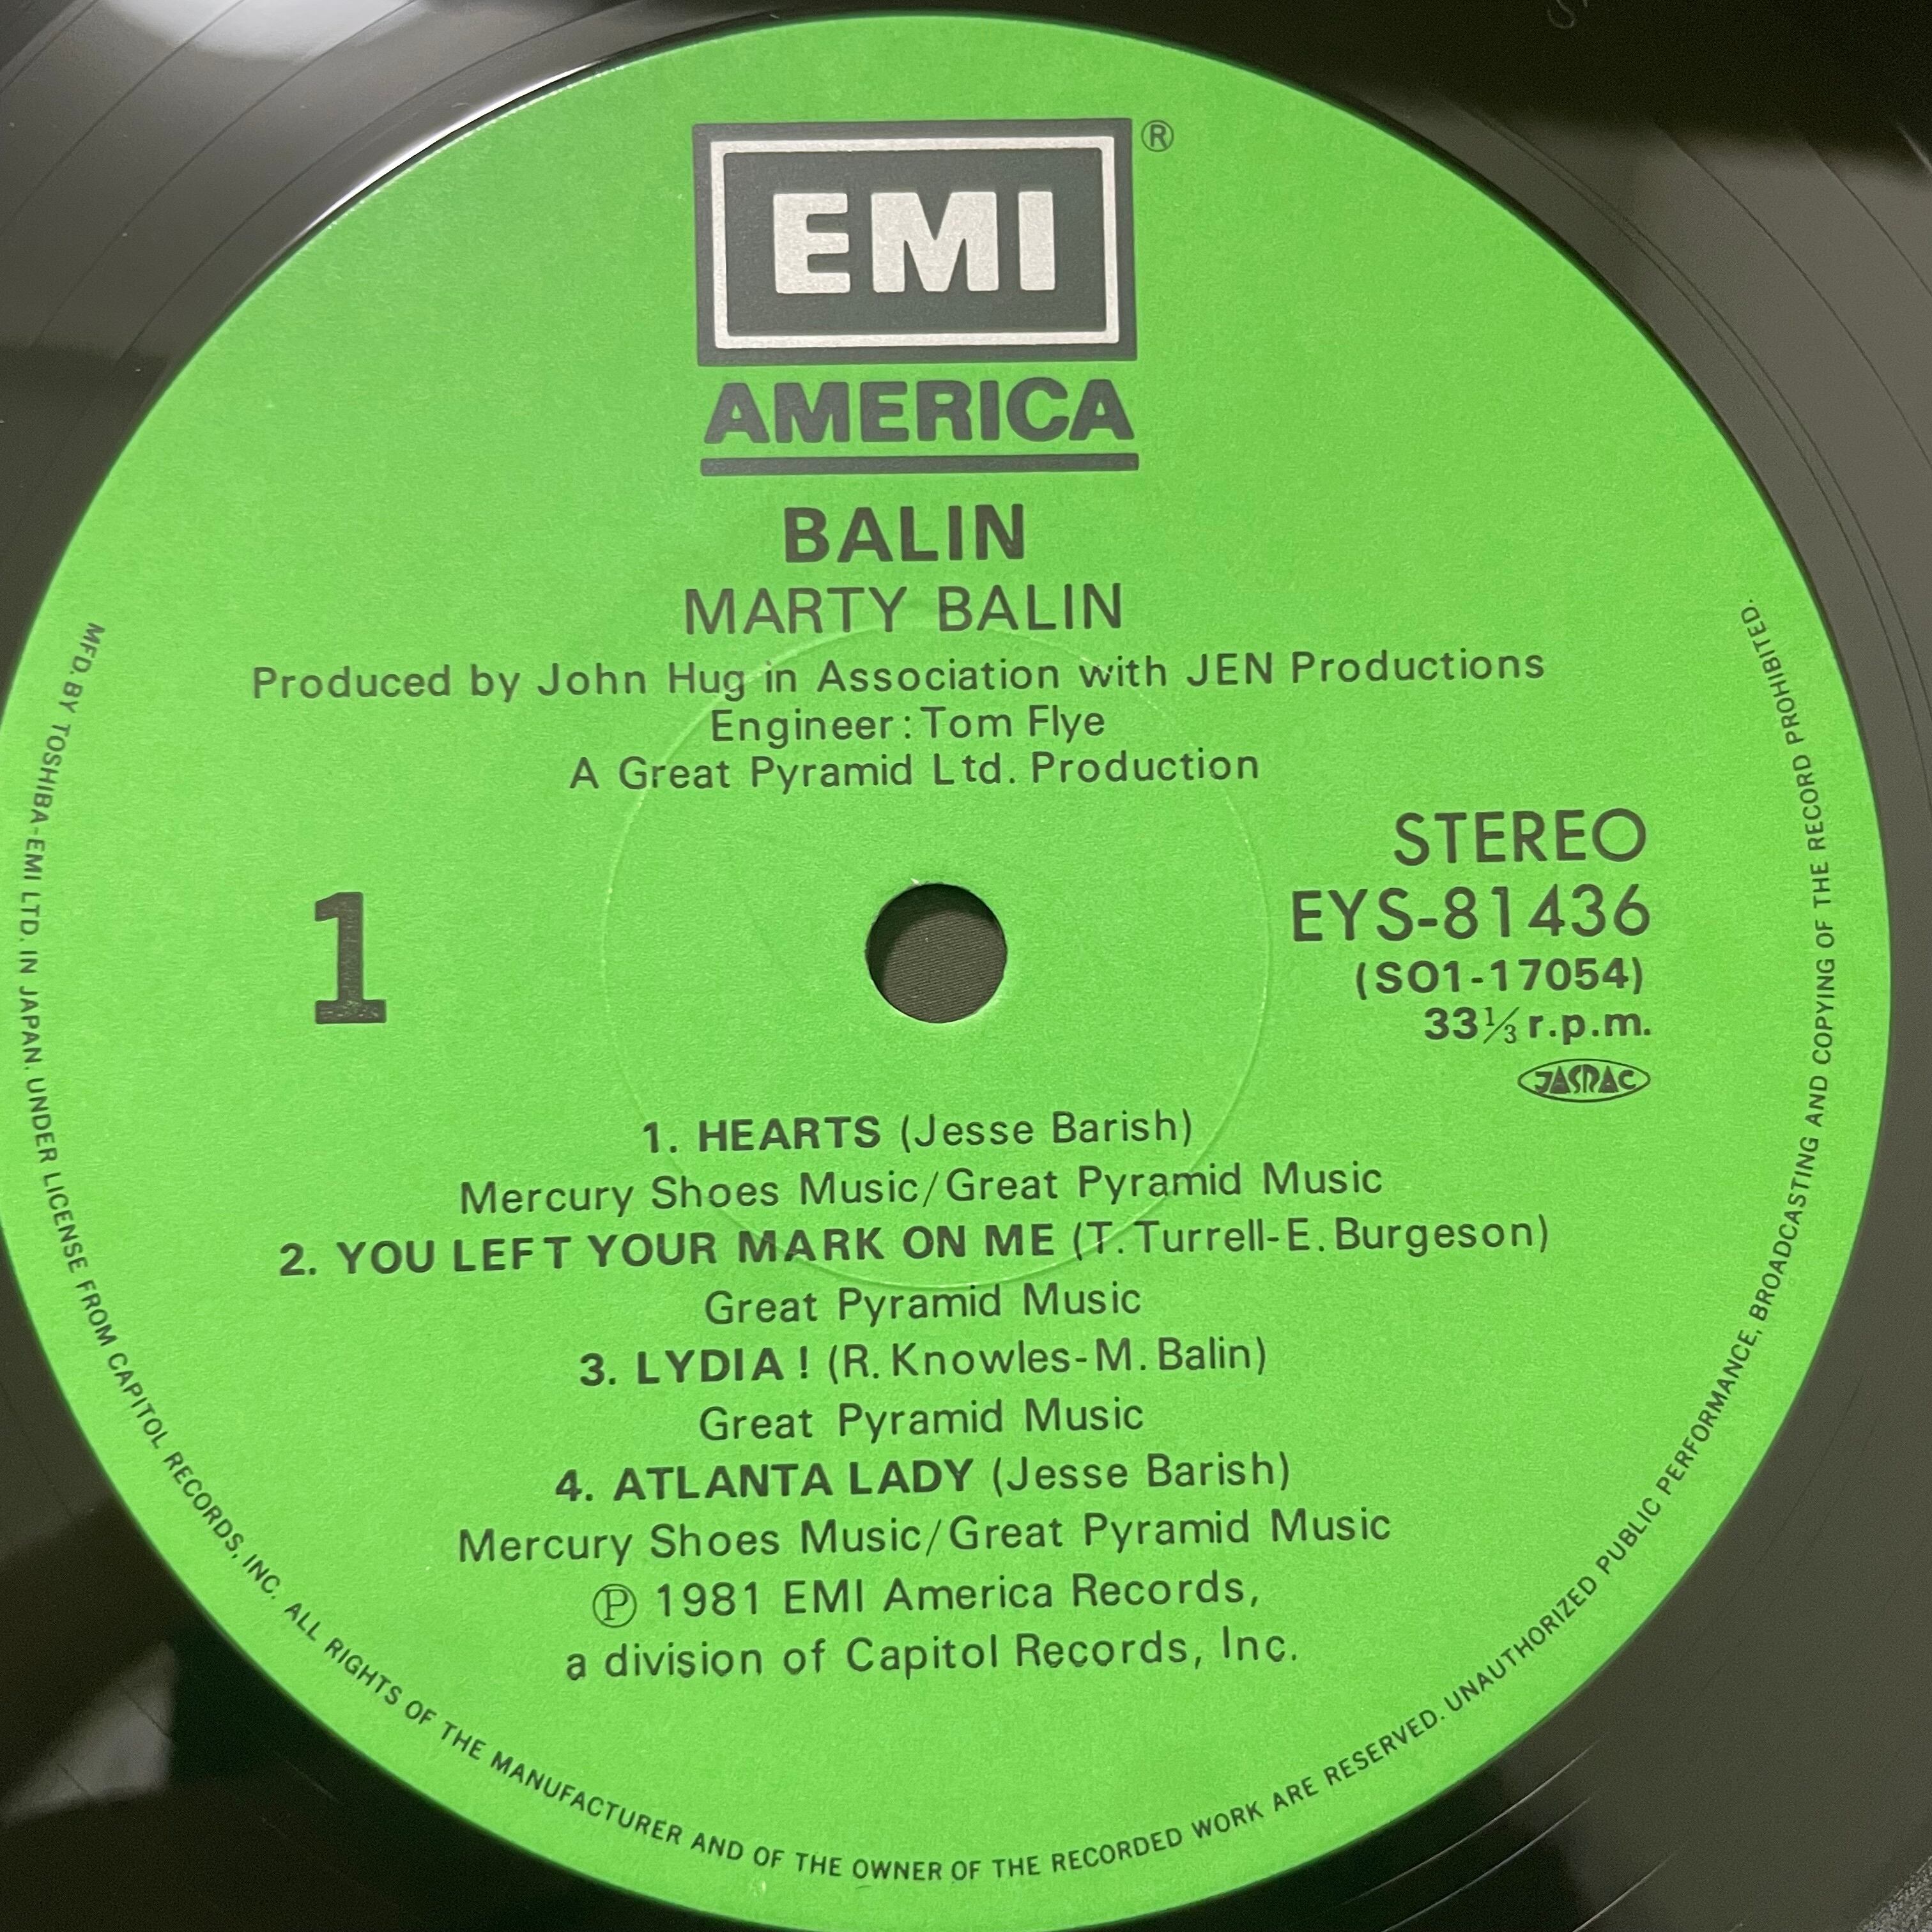 EMI ®
AMERICA
BALIN
MARTY BALIN
Produced by John Hug in Association with JEN Productions
Engineer: Tom Flye
A Great Pyramid Ltd. Production
1
STEREO
EYS-81436
(SO1-17054)
33⅓ r.p.m.
JASRAC
1. HEARTS (Jesse Barish)
Mercury Shoes Music/Great Pyramid Music
2. YOU LEFT YOUR MARK ON ME (T. Turrell-E. Burgeson)
Great Pyramid Music
3. LYDIA! (R. Knowles-M. Balin)
Great Pyramid Music
4. ATLANTA LADY (Jesse Barish)
Mercury Shoes Music/Great Pyramid Music
℗ 1981 EMI America Records,
a division of Capitol Records, Inc.
MFD. BY TOSHIBA-EMI LTD. IN JAPAN. UNDER LICENSE FROM CAPITOL RECORDS, INC. ALL RIGHTS OF THE MANUFACTURER AND OF THE OWNER OF THE RECORDED WORK ARE RESERVED. UNAUTHORIZED PUBLIC PERFORMANCE, BROADCASTING AND COPYING OF THE RECORD PROHIBITED.